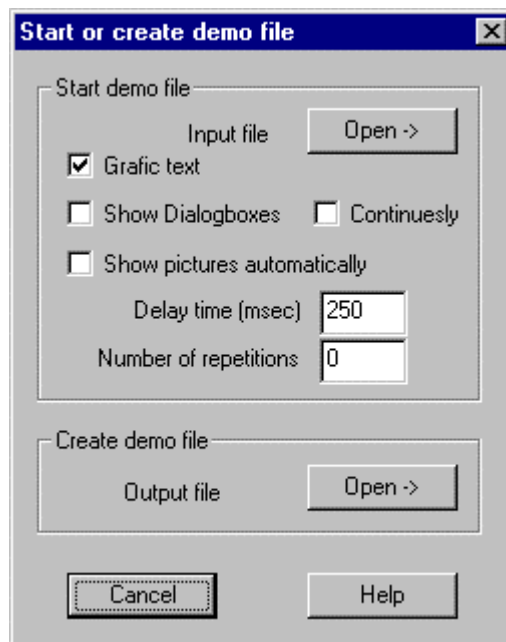 Start or create demo file
Start demo file
Input file Open ->
Grafic text
Show Dialogboxes Continuesly
Show pictures automatically
Delay time (msec) 250
Number of repetitions 0
Create demo file
Output file Open ->
Cancel Help